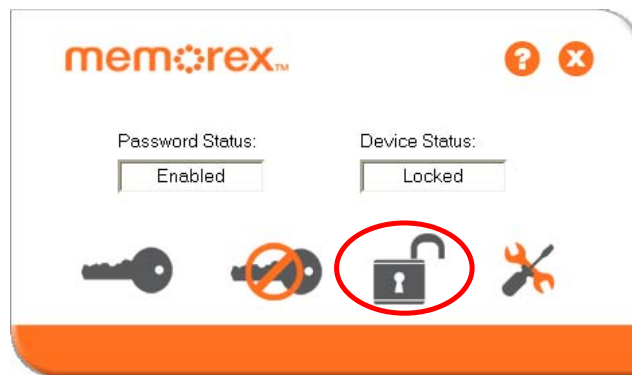 memorex™
?
X
Password Status:
Device Status:
Enabled
Locked